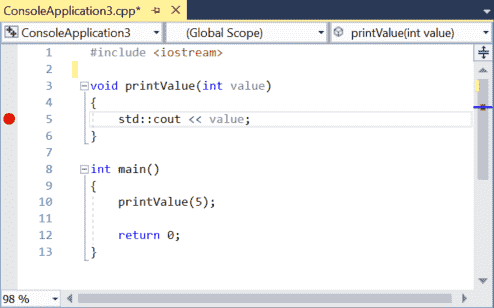 ConsoleApplication3.cpp*
ConsoleApplication3 (Global Scope) printValue(int value)
1 #include <iostream>
2
3 void printValue(int value)
4 {
5 std::cout << value;
6 }
7
8 int main()
9 {
10 printValue(5);
11
12 return 0;
13 }
98 %